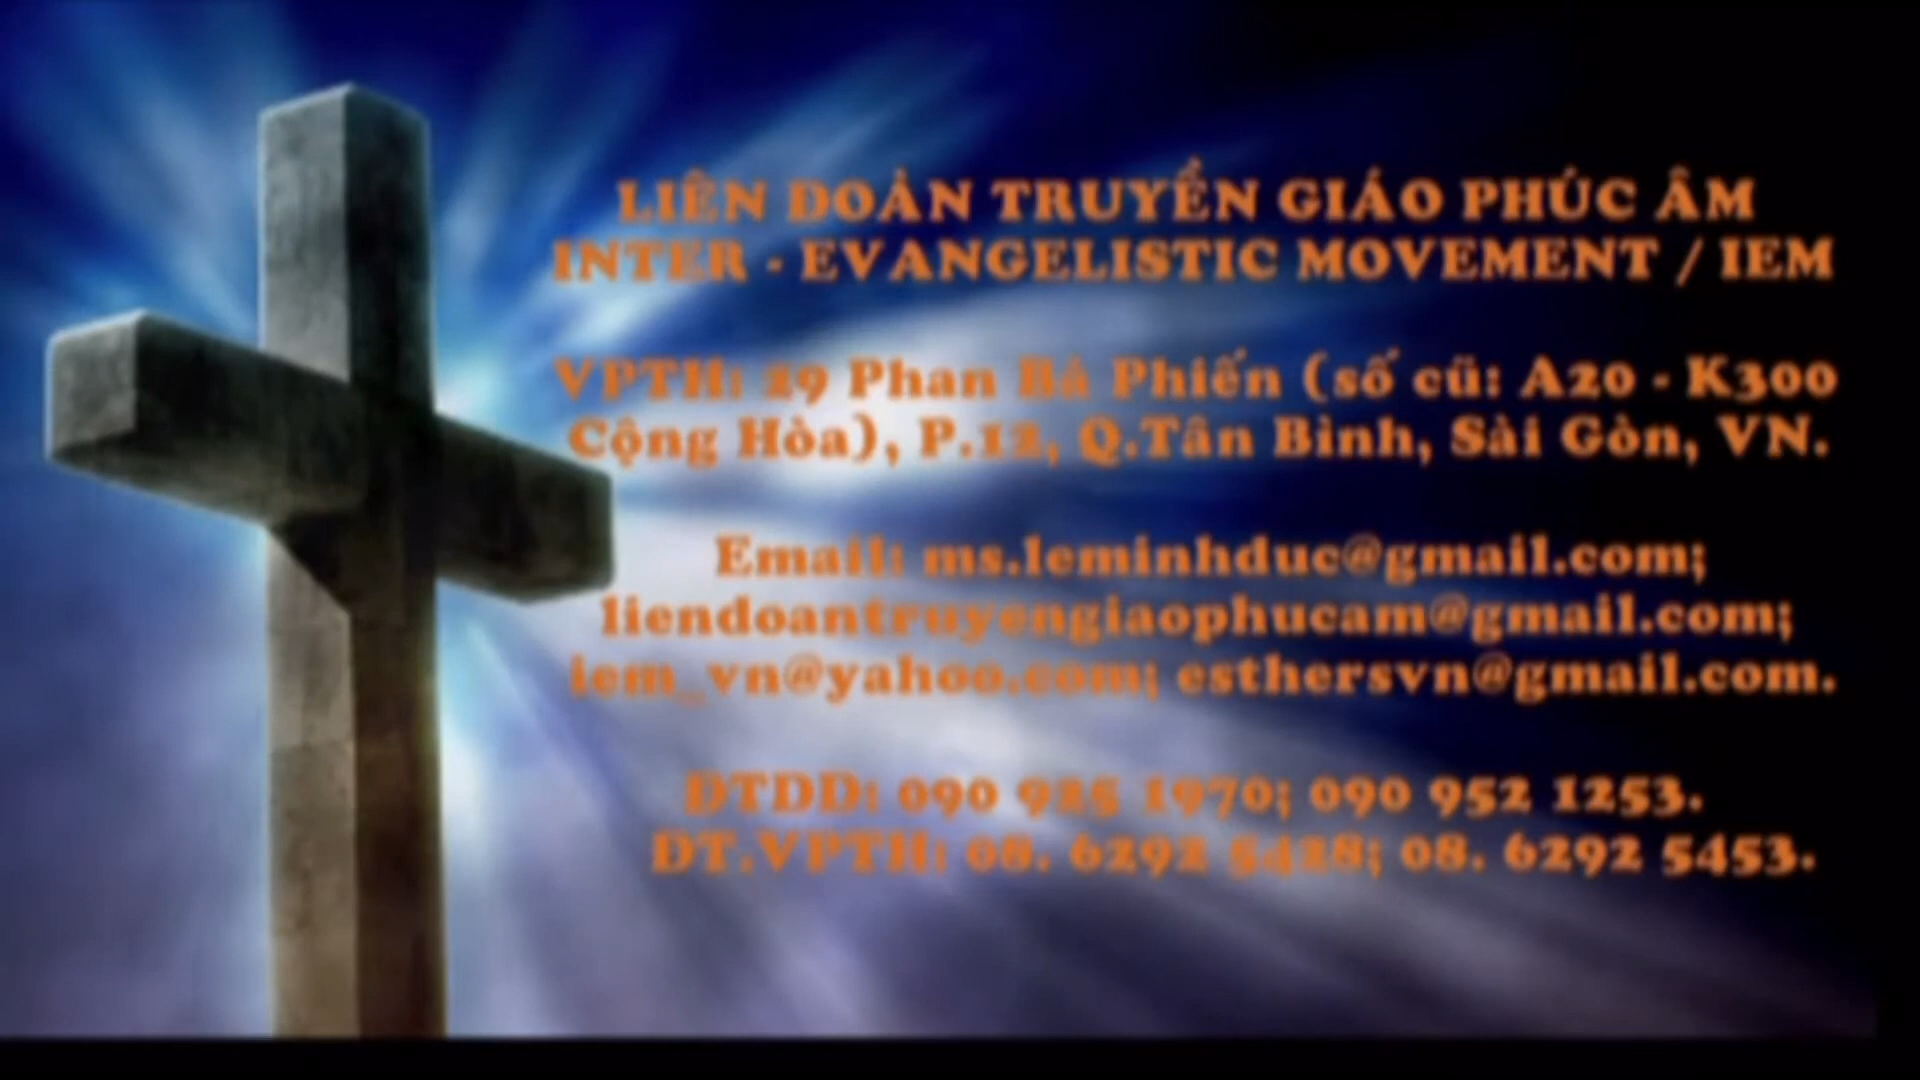 LIÊN ĐOÀN TRUYỀN GIÁO PHÚC ÂM
INTER - EVANGELISTIC MOVEMENT / IEM
VPTH: 29 Phan Bá Phiến (số cũ: A20 - K300
Cộng Hòa), P.12, Q.Tân Bình, Sài Gòn, VN.
Email: ms.leminhduc@gmail.com;
liendoantruyengiaophucam@gmail.com;
iem_vn@yahoo.com; esthersvn@gmail.com.
ĐTDĐ: 090 925 1970; 090 952 1253.
ĐT.VPTH: 08. 6292 5428; 08. 6292 5453.